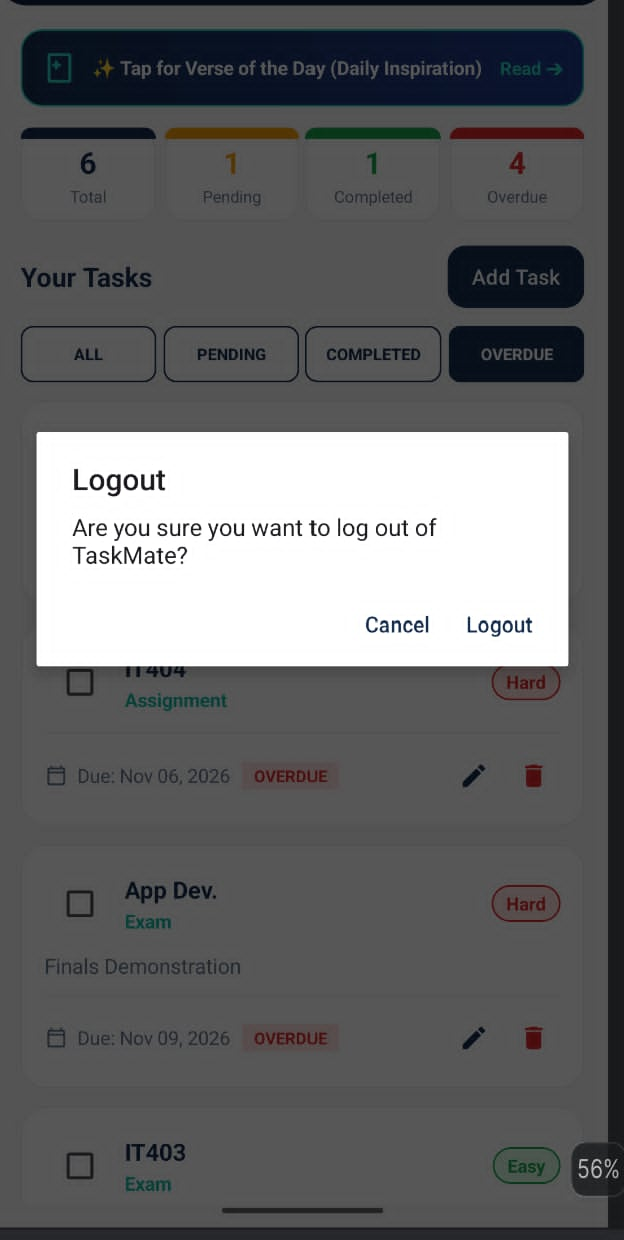 ✨ Tap for Verse of the Day (Daily Inspiration) Read →
6 1 1 4
Total Pending Completed Overdue
Your Tasks Add Task
ALL PENDING COMPLETED OVERDUE
Logout
Are you sure you want to log out of
TaskMate?
Cancel Logout
IT404 Hard
Assignment
Due: Nov 06, 2026 OVERDUE
App Dev. Hard
Exam
Finals Demonstration
Due: Nov 09, 2026 OVERDUE
IT403 Easy
Exam
56%